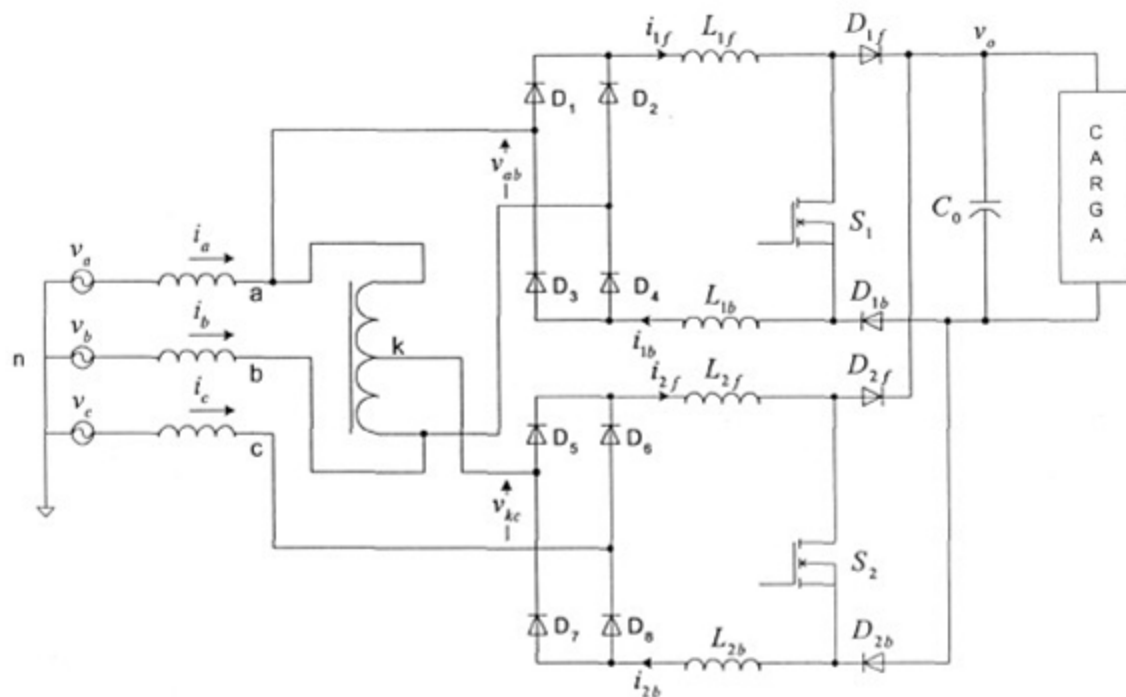 i1f
L1f
D1f
vo
D1
D2
vab
CARGA
C0
S1
va
ia
a
D3
D4
L1b
D1b
vb
ib
i1b
n
b
k
i2f
L2f
D2f
vc
ic
c
D5
D6
vkc
S2
D7
D8
L2b
D2b
i2b